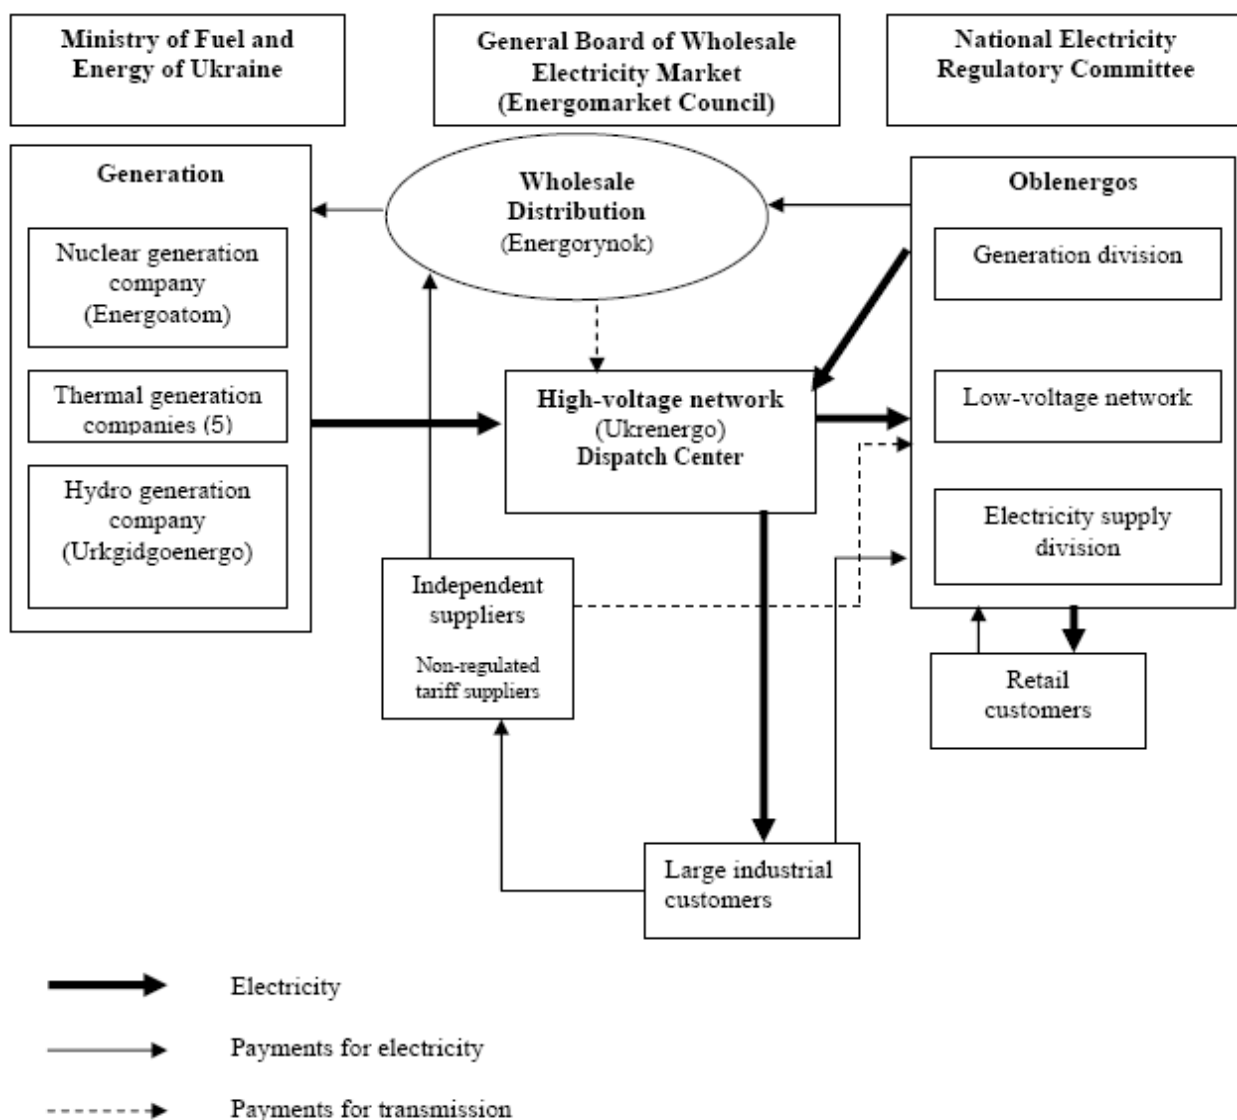 Ministry of Fuel and
Energy of Ukraine
General Board of Wholesale
Electricity Market
(Energomarket Council)
National Electricity
Regulatory Committee
Generation
Nuclear generation
company
(Energoatom)
Thermal generation
companies (5)
Hydro generation
company
(Urkgidgoenergo)
Wholesale
Distribution
(Energorynok)
High-voltage network
(Ukrenergo)
Dispatch Center
Independent
suppliers
Non-regulated
tariff suppliers
Large industrial
customers
Oblenergos
Generation division
Low-voltage network
Electricity supply
division
Retail
customers
Electricity
Payments for electricity
Payments for transmission